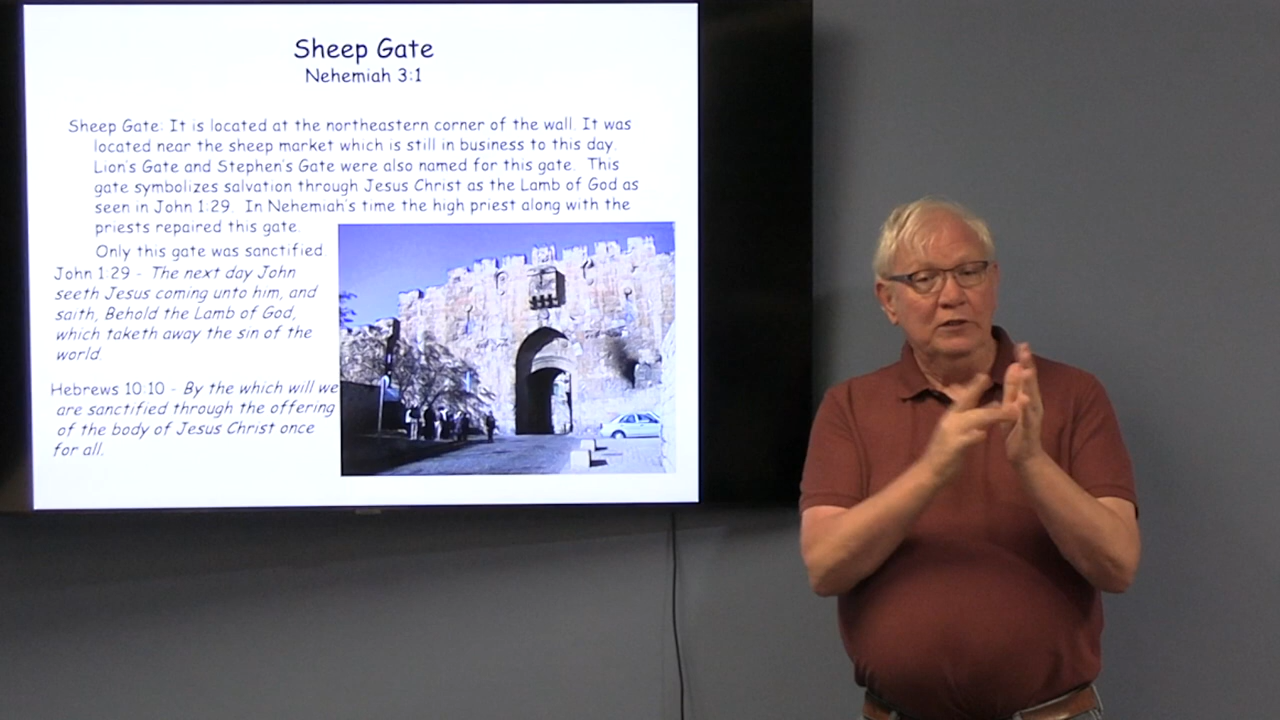 Sheep Gate
Nehemiah 3:1
Sheep Gate: It is located at the northeastern corner of the wall. It was
located near the sheep market which is still in business to this day.
Lion's Gate and Stephen's Gate were also named for this gate. This
gate symbolizes salvation through Jesus Christ as the Lamb of God as
seen in John 1:29. In Nehemiah's time the high priest along with the
priests repaired this gate.
Only this gate was sanctified
John 1:29 - The next day John
seeth Jesus coming unto him, and
saith, Behold the Lamb of God,
which taketh away the sin of the
world.
Hebrews 10:10 - By the which will we
are sanctified through the offering
of the body of Jesus Christ once
for all.